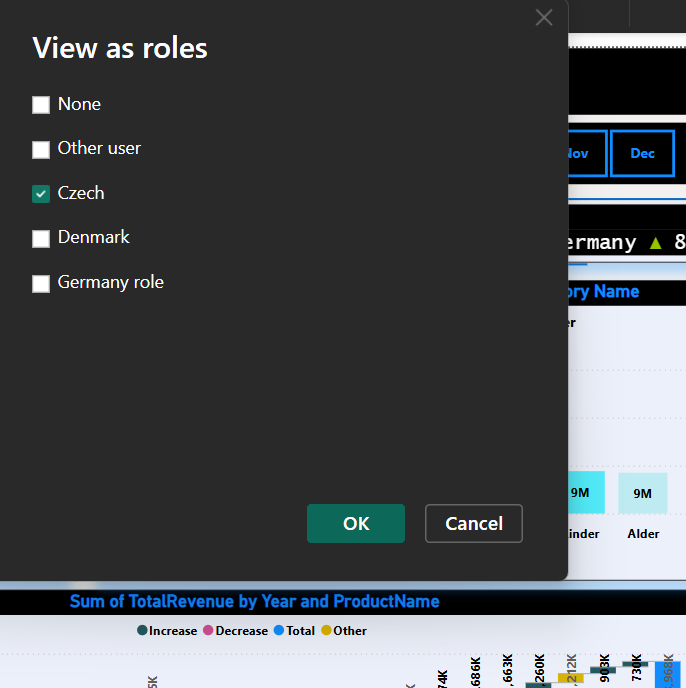 View as roles
None
Other user
Czech
Denmark
Germany role
OK
Cancel
Dec
ermany ▲ 8
ory Name
er
9M
9M
inder
Alder
Sum of TotalRevenue by Year and ProductName
Increase
Decrease
Total
Other
5K
74K
686K
,663K
,260K
,212K
903K
730K
,968K